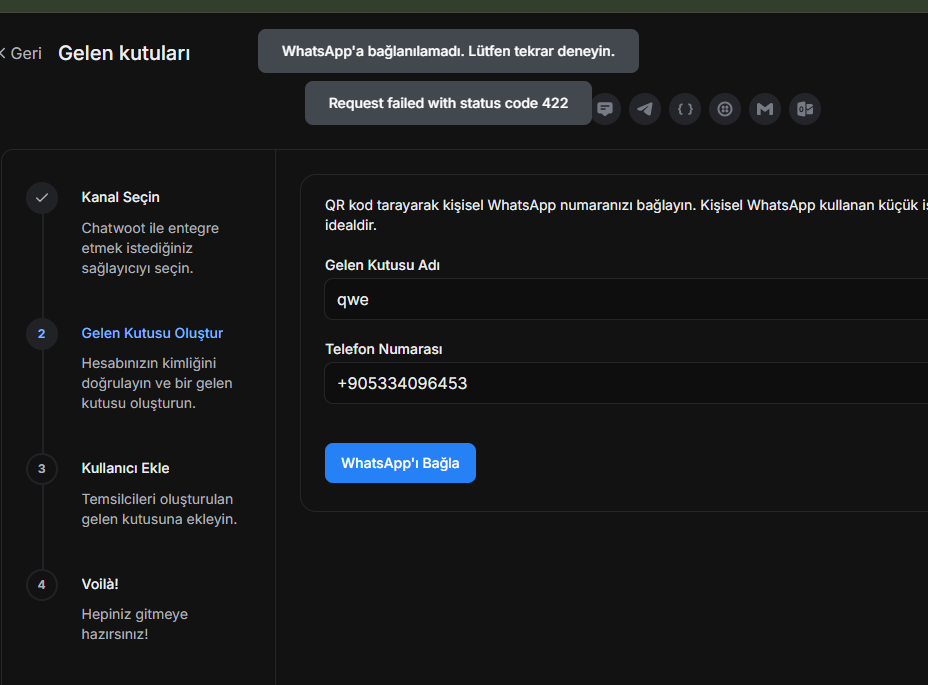 Geri
Gelen kutuları
WhatsApp'a bağlanılamadı. Lütfen tekrar deneyin.
Request failed with status code 422
Kanal Seçin
Chatwoot ile entegre
etmek istediğiniz
sağlayıcıyı seçin.
2
Gelen Kutusu Oluştur
Hesabınızın kimliğini
doğrulayın ve bir gelen
kutusu oluşturun.
3
Kullanıcı Ekle
Temsilcileri oluşturulan
gelen kutusuna ekleyin.
4
Voilà!
Hepiniz gitmeye
hazırsınız!
QR kod tarayarak kişisel WhatsApp numaranızı bağlayın. Kişisel WhatsApp kullanan küçük
idealdir.
Gelen Kutusu Adı
qwe
Telefon Numarası
+905334096453
WhatsApp'ı Bağla